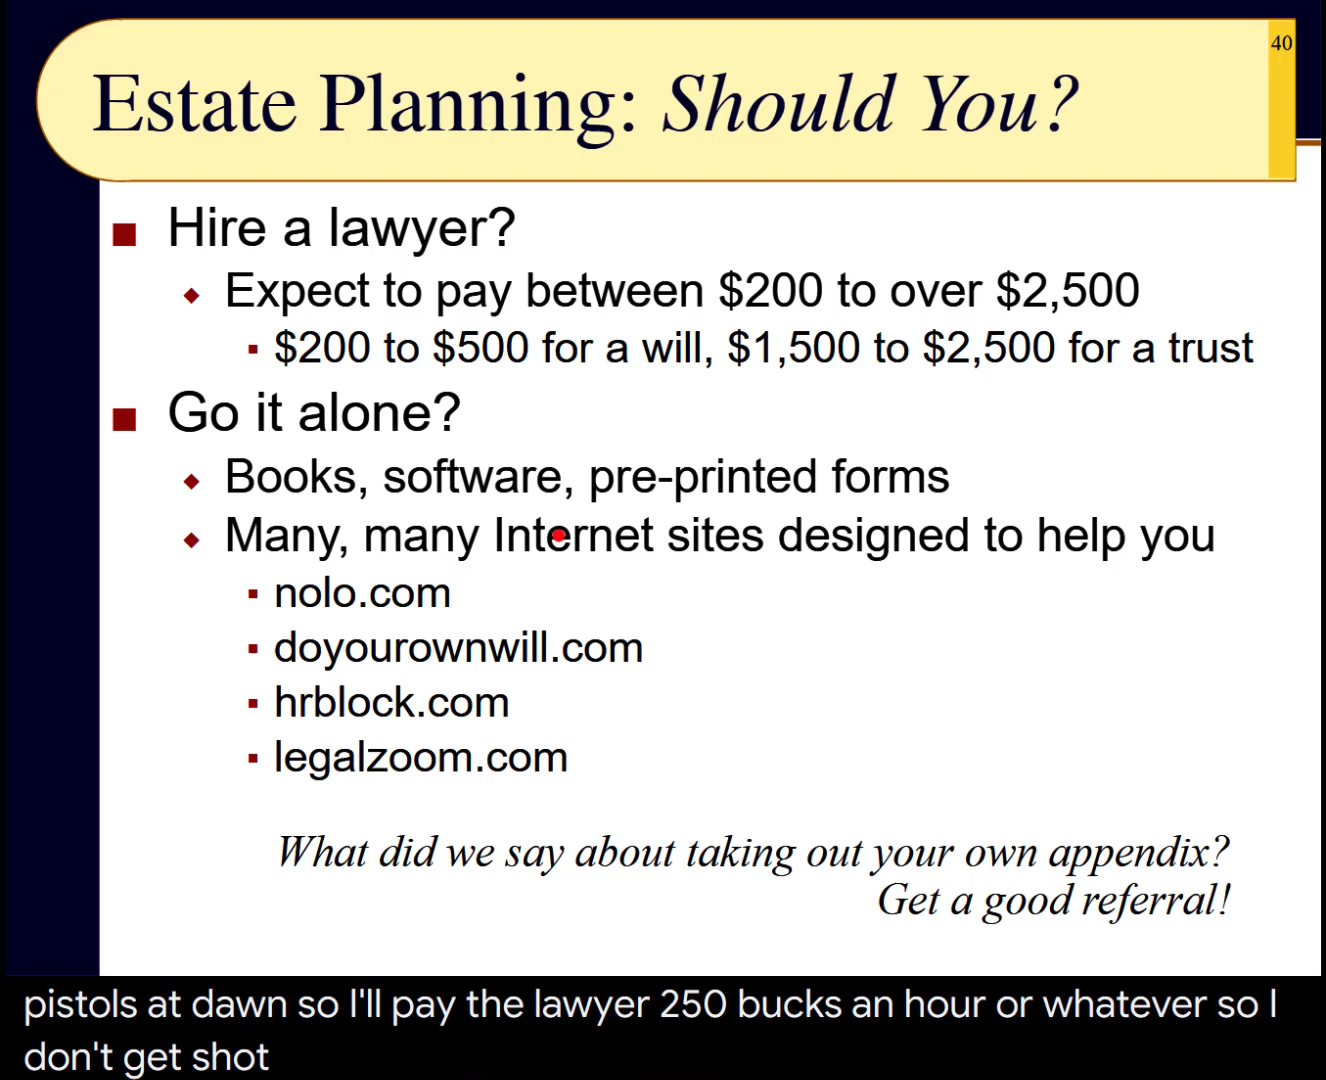 40
Estate Planning: Should You?
Hire a lawyer?
Expect to pay between $200 to over $2,500
$200 to $500 for a will, $1,500 to $2,500 for a trust
Go it alone?
Books, software, pre-printed forms
Many, many Internet sites designed to help you
nolo.com
doyourownwill.com
hrblock.com
legalzoom.com
What did we say about taking out your own appendix?
Get a good referral!
pistols at dawn so I'll pay the lawyer 250 bucks an hour or whatever so I
don't get shot